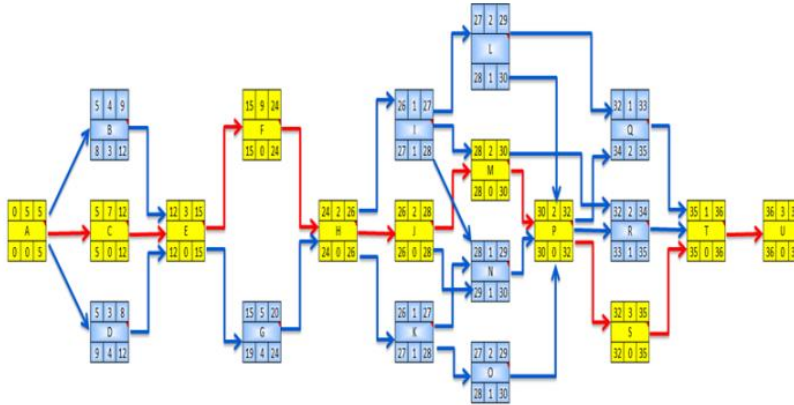 5 4 9
B
8 3 12
0 5 5
A
0 0 5
5 7 12
C
5 0 12
5 3 8
D
9 4 12
12 3 15
E
12 0 15
15 9 24
F
15 0 24
15 5 20
G
19 4 24
24 2 26
H
24 0 26
26 1 27
I
27 1 28
26 2 28
J
26 0 28
26 1 27
K
27 1 28
27 2 29
L
28 1 30
28 2 30
M
28 0 30
28 1 29
N
29 1 30
27 2 29
O
28 1 30
30 2 32
P
30 0 32
32 1 33
Q
34 2 35
32 2 34
R
33 1 35
32 3 35
S
32 0 35
35 1 36
T
35 0 36
36 3
U
36 0